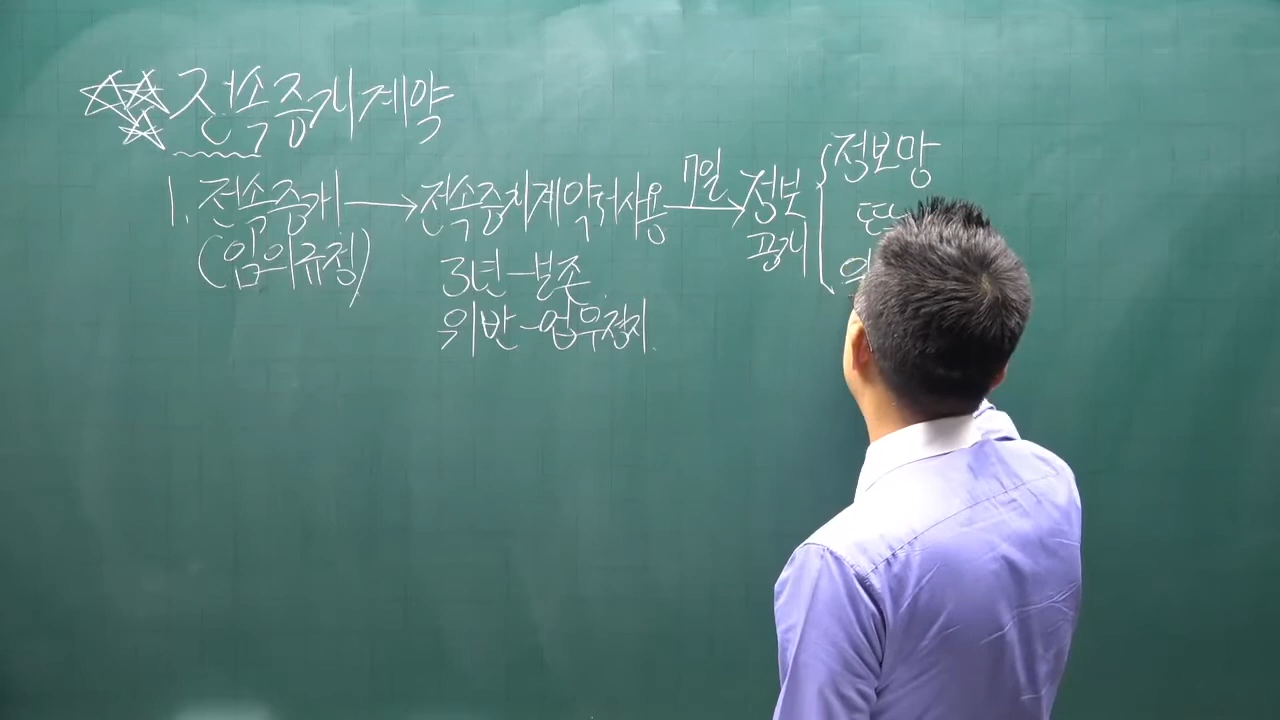 전속중개계약
1. 전속중개 → 전속중개계약서사용 → 7일 정보공개 { 정보망
(임의규정)
3년-보존
위반-업무정지.